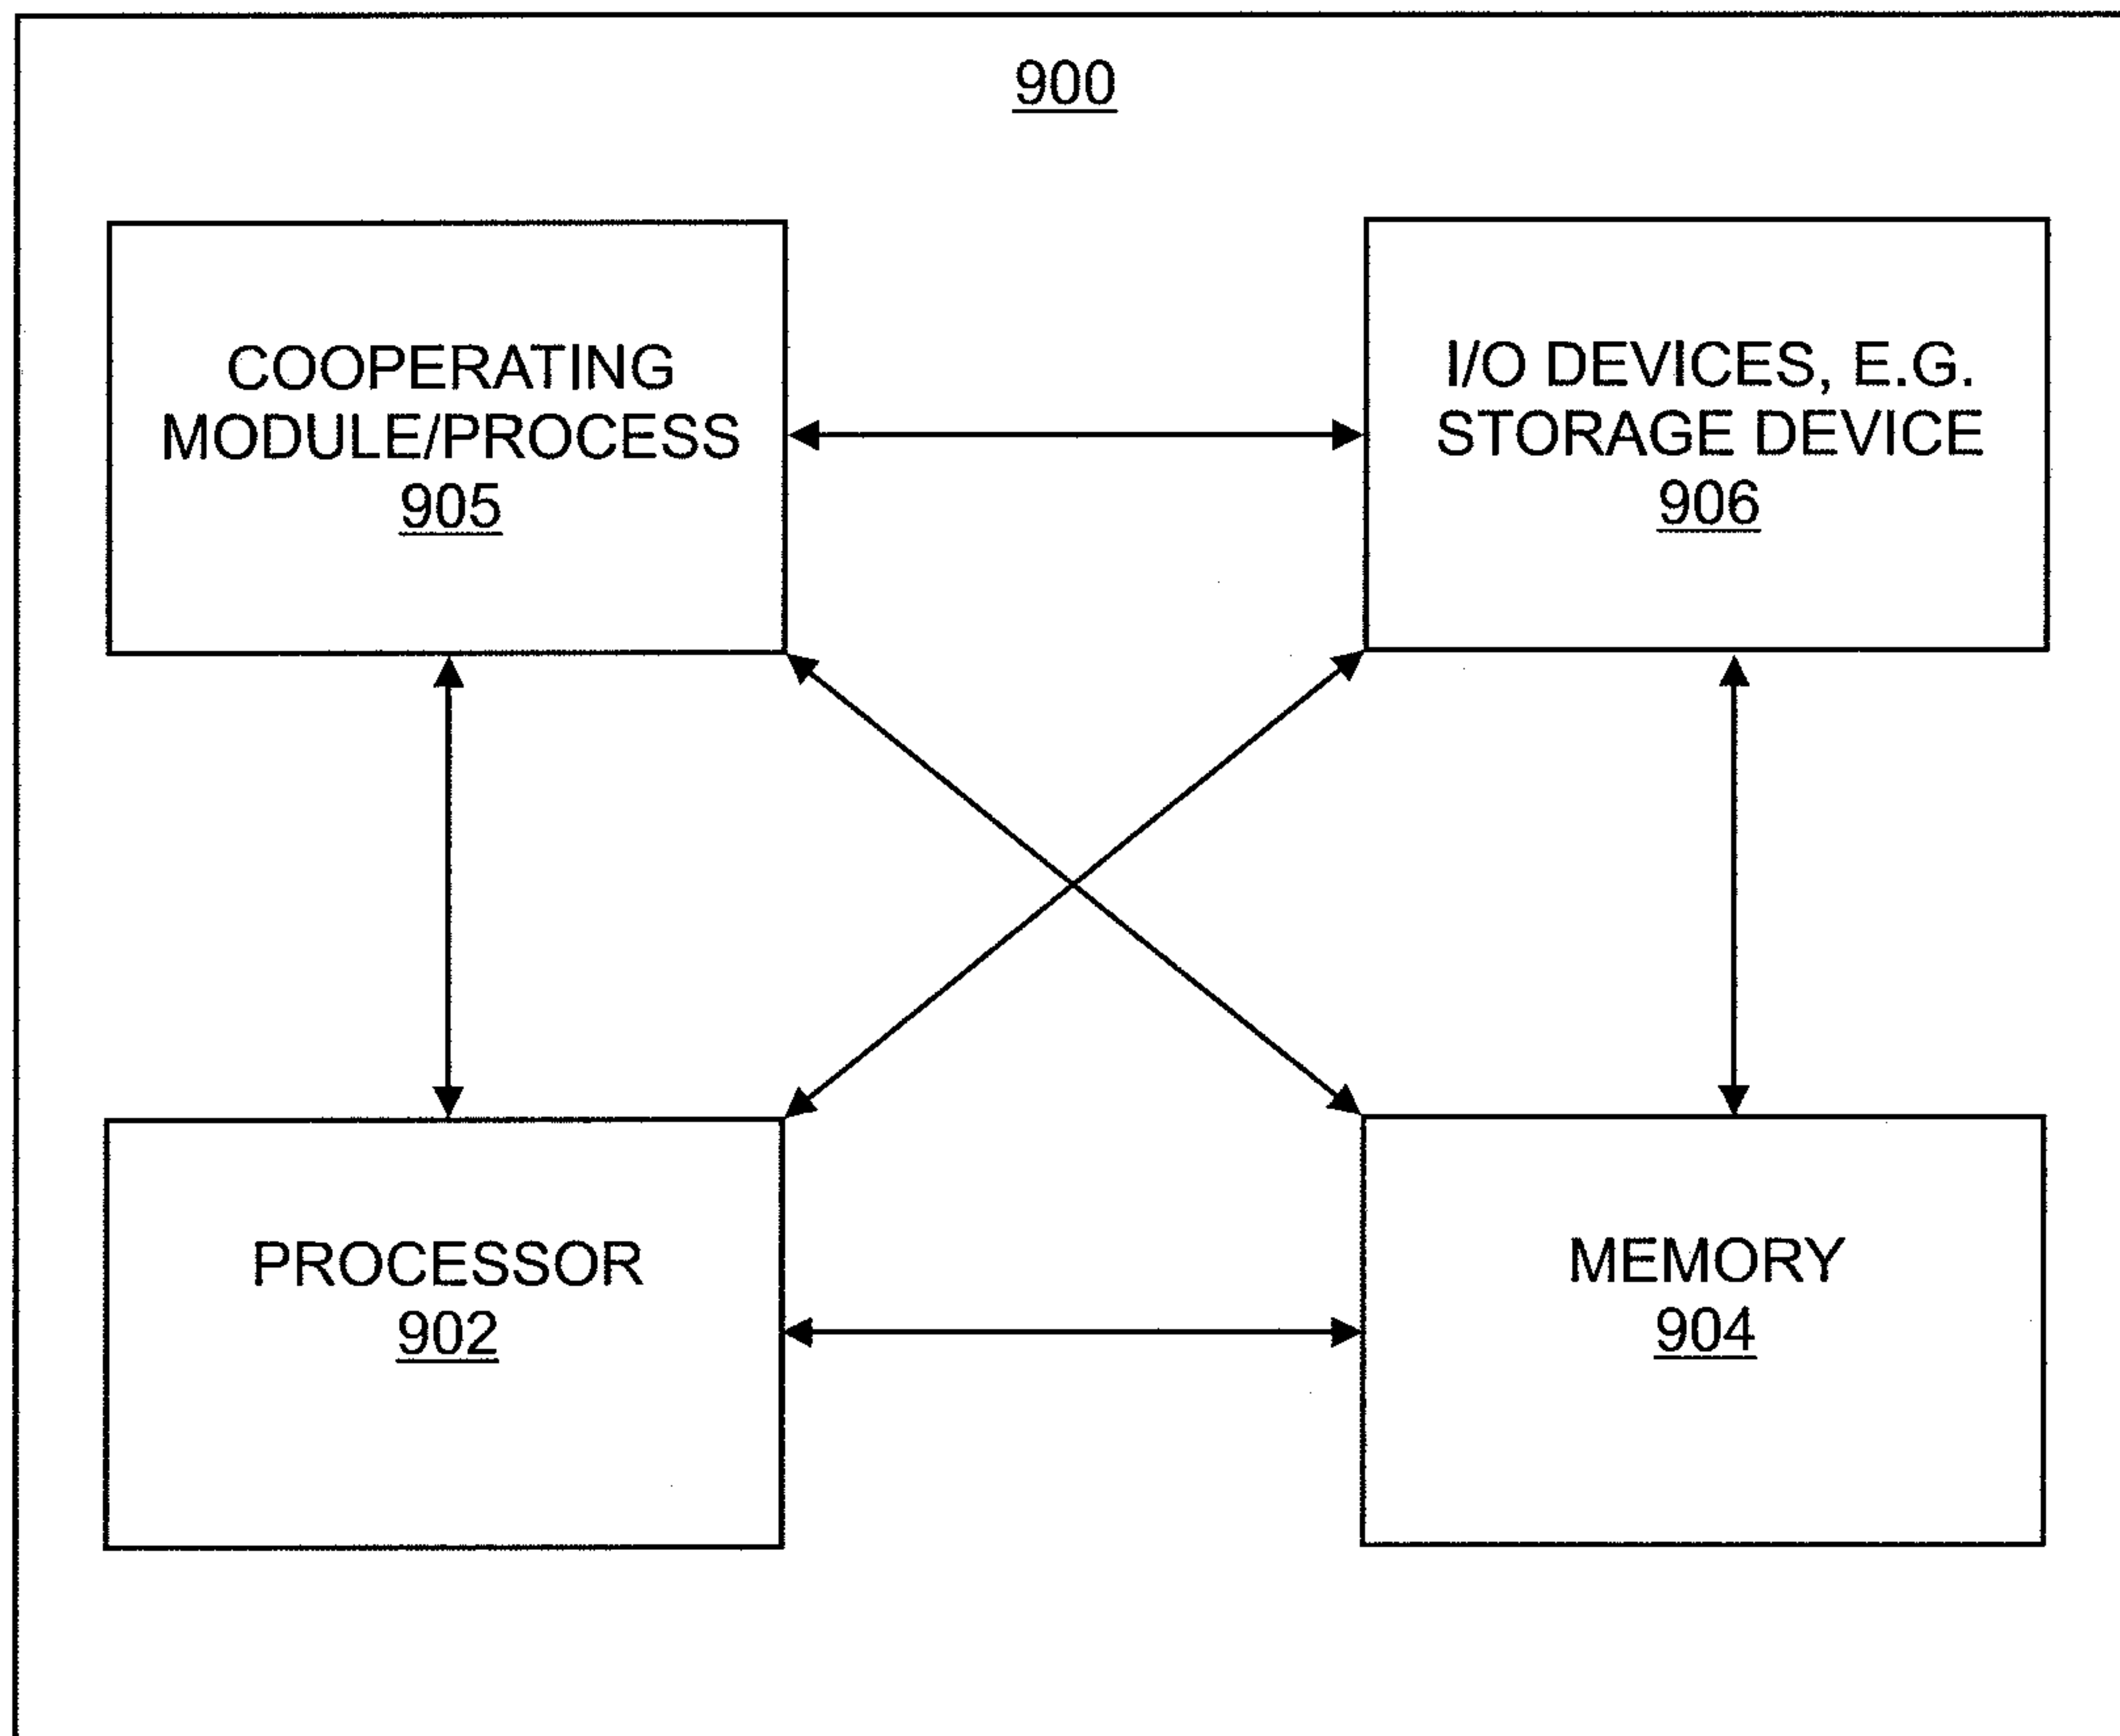 900
COOPERATING
MODULE/PROCESS
905
I/O DEVICES, E.G.
STORAGE DEVICE
906
PROCESSOR
902
MEMORY
904